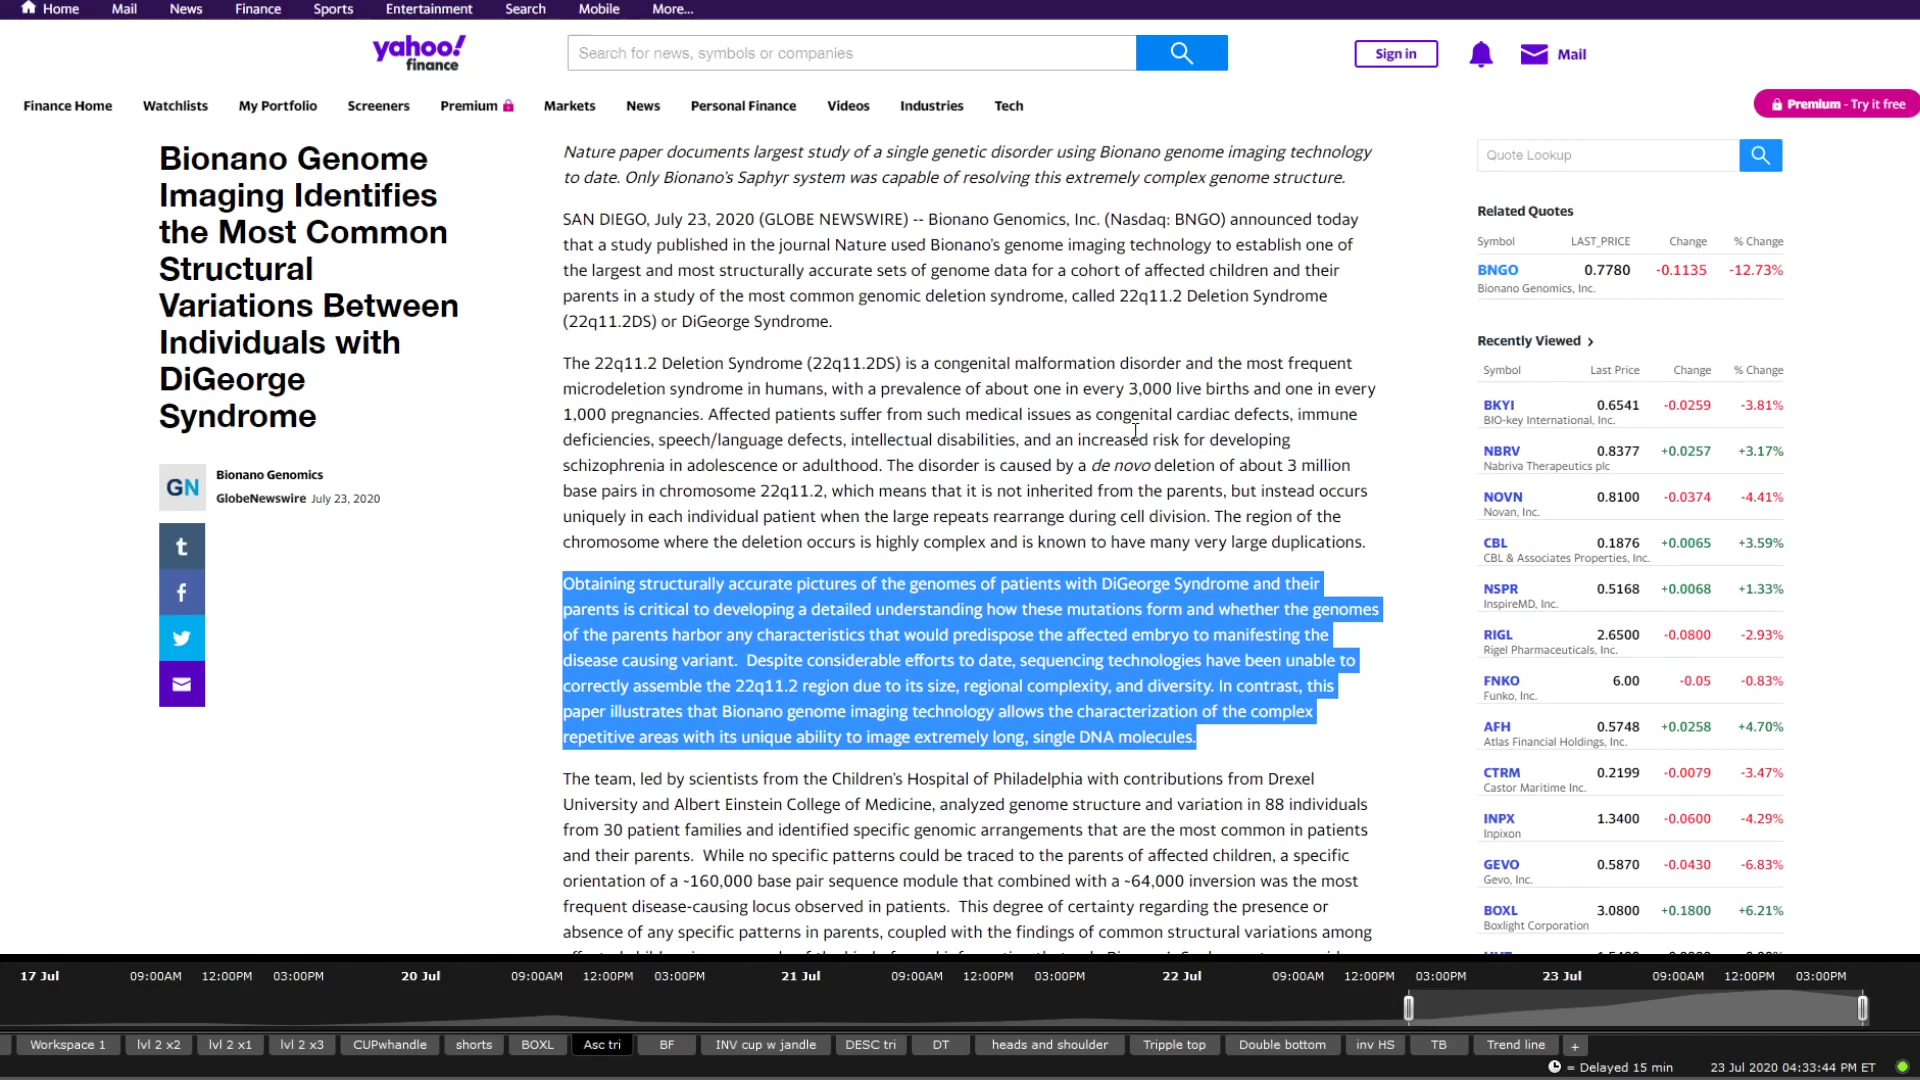 Home Mail News Finance Sports Entertainment Search Mobile More...
yahoo!
finance
Search for news, symbols or companies
Sign in
Mail
Finance Home Watchlists My Portfolio Screeners Premium Markets News Personal Finance Videos Industries Tech
Premium - Try it free
Bionano Genome
Imaging Identifies
the Most Common
Structural
Variations Between
Individuals with
DiGeorge
Syndrome
GN
Bionano Genomics
GlobeNewswire July 23, 2020
Nature paper documents largest study of a single genetic disorder using Bionano genome imaging technology
to date. Only Bionano's Saphyr system was capable of resolving this extremely complex genome structure.
SAN DIEGO, July 23, 2020 (GLOBE NEWSWIRE) -- Bionano Genomics, Inc. (Nasdaq: BNGO) announced today
that a study published in the journal Nature used Bionano's genome imaging technology to establish one of
the largest and most structurally accurate sets of genome data for a cohort of affected children and their
parents in a study of the most common genomic deletion syndrome, called 22q11.2 Deletion Syndrome
(22q11.2DS) or DiGeorge Syndrome.
The 22q11.2 Deletion Syndrome (22q11.2DS) is a congenital malformation disorder and the most frequent
microdeletion syndrome in humans, with a prevalence of about one in every 3,000 live births and one in every
1,000 pregnancies. Affected patients suffer from such medical issues as congenital cardiac defects, immune
deficiencies, speech/language defects, intellectual disabilities, and an increased risk for developing
schizophrenia in adolescence or adulthood. The disorder is caused by a de novo deletion of about 3 million
base pairs in chromosome 22q11.2, which means that it is not inherited from the parents, but instead occurs
uniquely in each individual patient when the large repeats rearrange during cell division. The region of the
chromosome where the deletion occurs is highly complex and is known to have many very large duplications.
Obtaining structurally accurate pictures of the genomes of patients with DiGeorge Syndrome and their
parents is critical to developing a detailed understanding how these mutations form and whether the genomes
of the parents harbor any characteristics that would predispose the affected embryo to manifesting the
disease causing variant. Despite considerable efforts to date, sequencing technologies have been unable to
correctly assemble the 22q11.2 region due to its size, regional complexity, and diversity. In contrast, this
paper illustrates that Bionano genome imaging technology allows the characterization of the complex
repetitive areas with its unique ability to image extremely long, single DNA molecules.
The team, led by scientists from the Children's Hospital of Philadelphia with contributions from Drexel
University and Albert Einstein College of Medicine, analyzed genome structure and variation in 88 individuals
from 30 patient families and identified specific genomic arrangements that are the most common in patients
and their parents. While no specific patterns could be traced to the parents of affected children, a specific
orientation of a ~160,000 base pair sequence module that combined with a ~64,000 inversion was the most
frequent disease-causing locus observed in patients. This degree of certainty regarding the presence or
absence of any specific patterns in parents, coupled with the findings of common structural variations among
Quote Lookup
Related Quotes
Symbol LAST_PRICE Change % Change
BNGO 0.7780 -0.1135 -12.73%
Bionano Genomics, Inc.
Recently Viewed >
Symbol Last Price Change % Change
BKYI 0.6541 -0.0259 -3.81%
BIO-key International, Inc.
NBRV 0.8377 +0.0257 +3.17%
Nabriva Therapeutics plc
NOVN 0.8100 -0.0374 -4.41%
Novan, Inc.
CBL 0.1876 +0.0065 +3.59%
CBL & Associates Properties, Inc.
NSPR 0.5168 +0.0068 +1.33%
InspireMD, Inc.
RIGL 2.6500 -0.0800 -2.93%
Rigel Pharmaceuticals, Inc.
FNKO 6.00 -0.05 -0.83%
Funko, Inc.
AFH 0.5748 +0.0258 +4.70%
Atlas Financial Holdings, Inc.
CTRM 0.2199 -0.0079 -3.47%
Castor Maritime Inc.
INPX 1.3400 -0.0600 -4.29%
Inpixon
GEVO 0.5870 -0.0430 -6.83%
Gevo, Inc.
BOXL 3.0800 +0.1800 +6.21%
Boxlight Corporation
17 Jul 09:00AM 12:00PM 03:00PM 20 Jul 09:00AM 12:00PM 03:00PM 21 Jul 09:00AM 12:00PM 03:00PM 22 Jul 09:00AM 12:00PM 03:00PM 23 Jul 09:00AM 12:00PM 03:00PM
Workspace 1 lvl 2 x2 lvl 2 x1 lvl 2 x3 CUPwhandle shorts BOXL Asc tri BF INV cup w jandle DESC tri DT heads and shoulder Tripple top Double bottom inv HS TB Trend line +
= Delayed 15 min 23 Jul 2020 04:33:44 PM ET